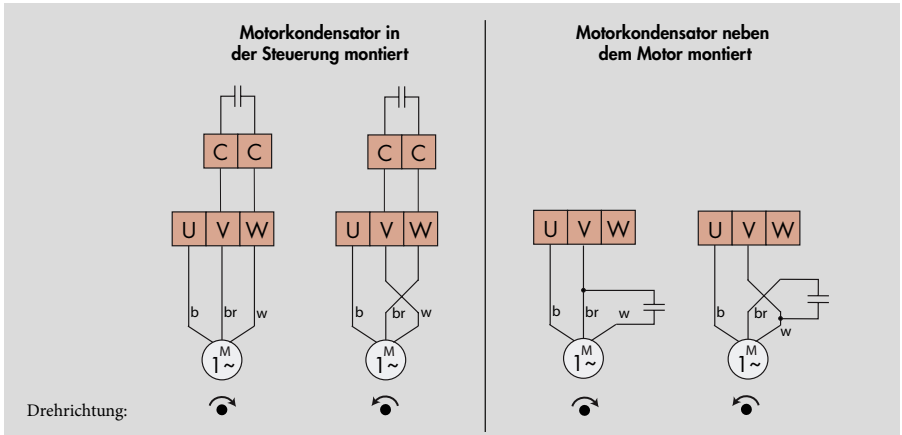 Motorkondensator in
der Steuerung montiert
Motorkondensator neben
dem Motor montiert
C C
C C
U V W
U V W
U V W
U V W
b br w
b br w
b br w
b br w
M
1~
M
1~
M
1~
M
1~
Drehrichtung: